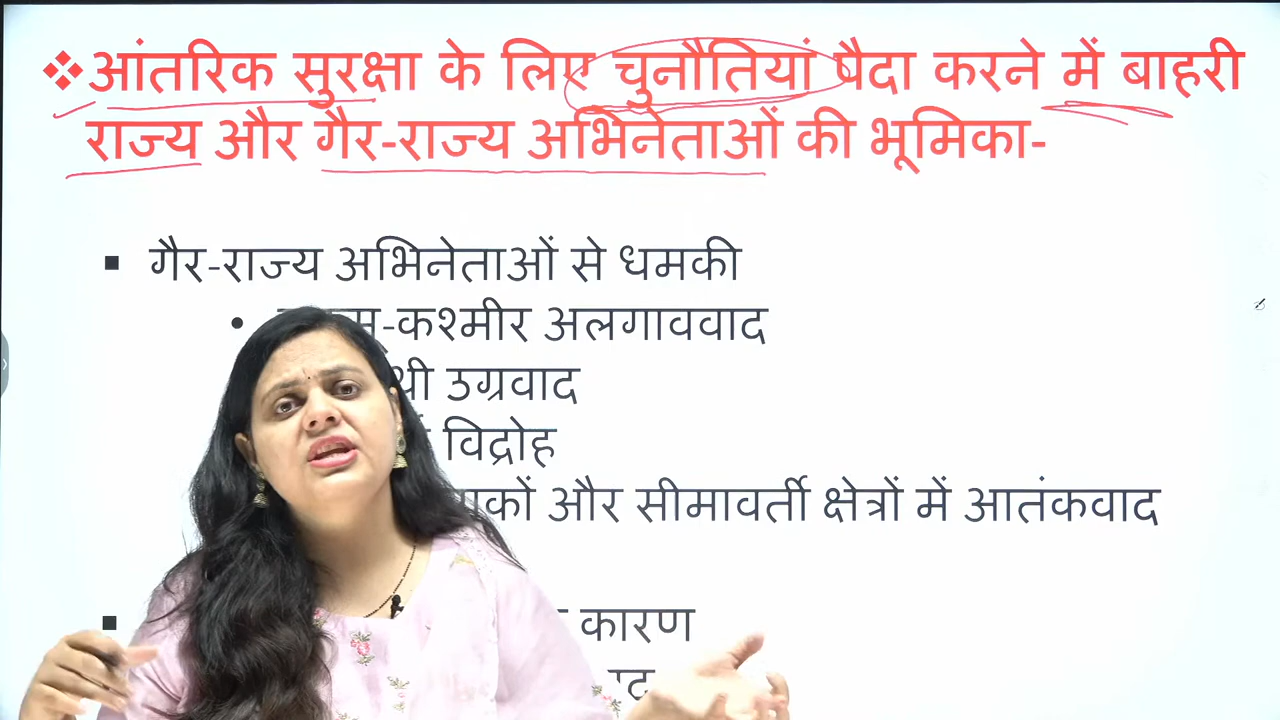 ❖आंतरिक सुरक्षा के लिए चुनौतियां पैदा करने में बाहरी
राज्य और गैर-राज्य अभिनेताओं की भूमिका-
▪ गैर-राज्य अभिनेताओं से धमकी
• -कश्मीर अलगाववाद
उग्रवाद
विद्रोह
और सीमावर्ती क्षेत्रों में आतंकवाद
▪ कारण